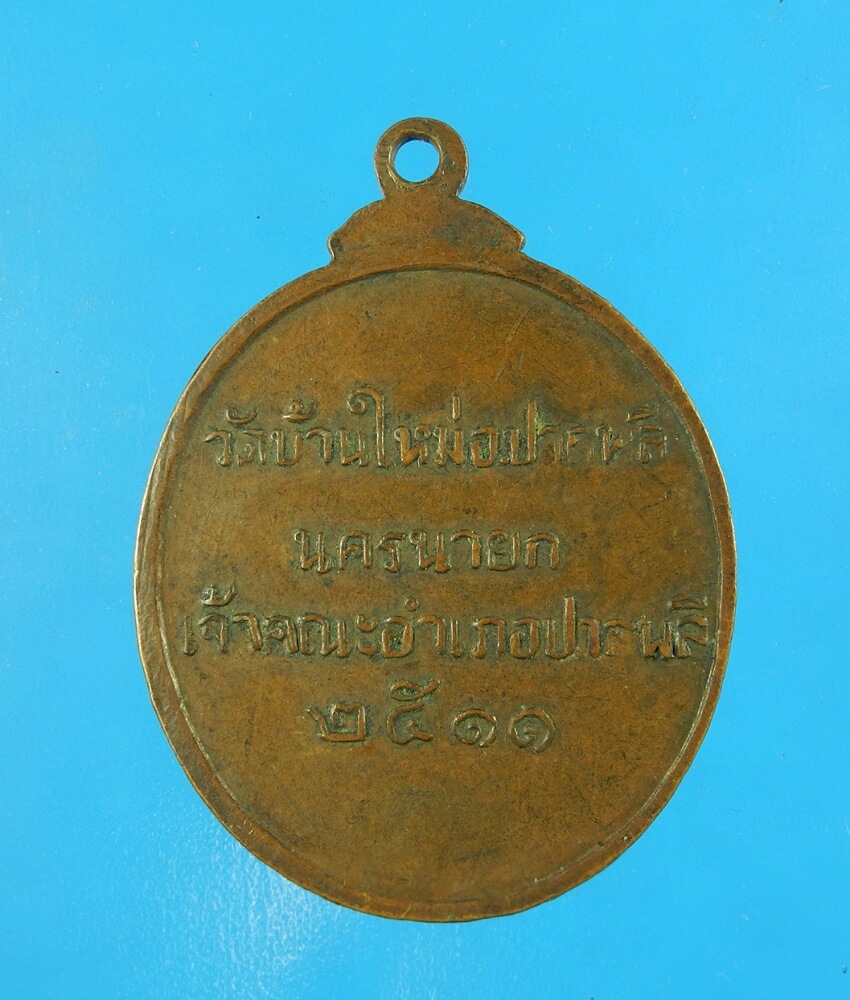 วัดบ้านใหม่อ.ปากพลี
นครนายก
เจ้าคณะอำเภอปากพลี
๒๕๑๑